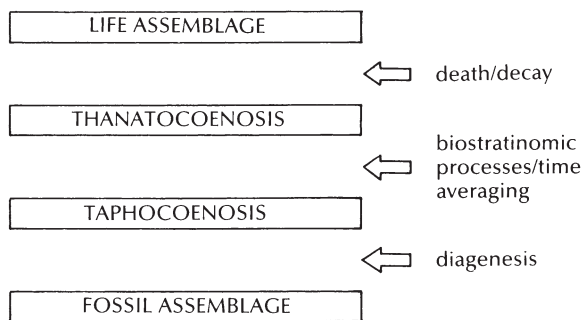 LIFE ASSEMBLAGE
death/decay
THANATOCOENOSIS
biostratinomic
processes/time
averaging
TAPHOCOENOSIS
diagenesis
FOSSIL ASSEMBLAGE